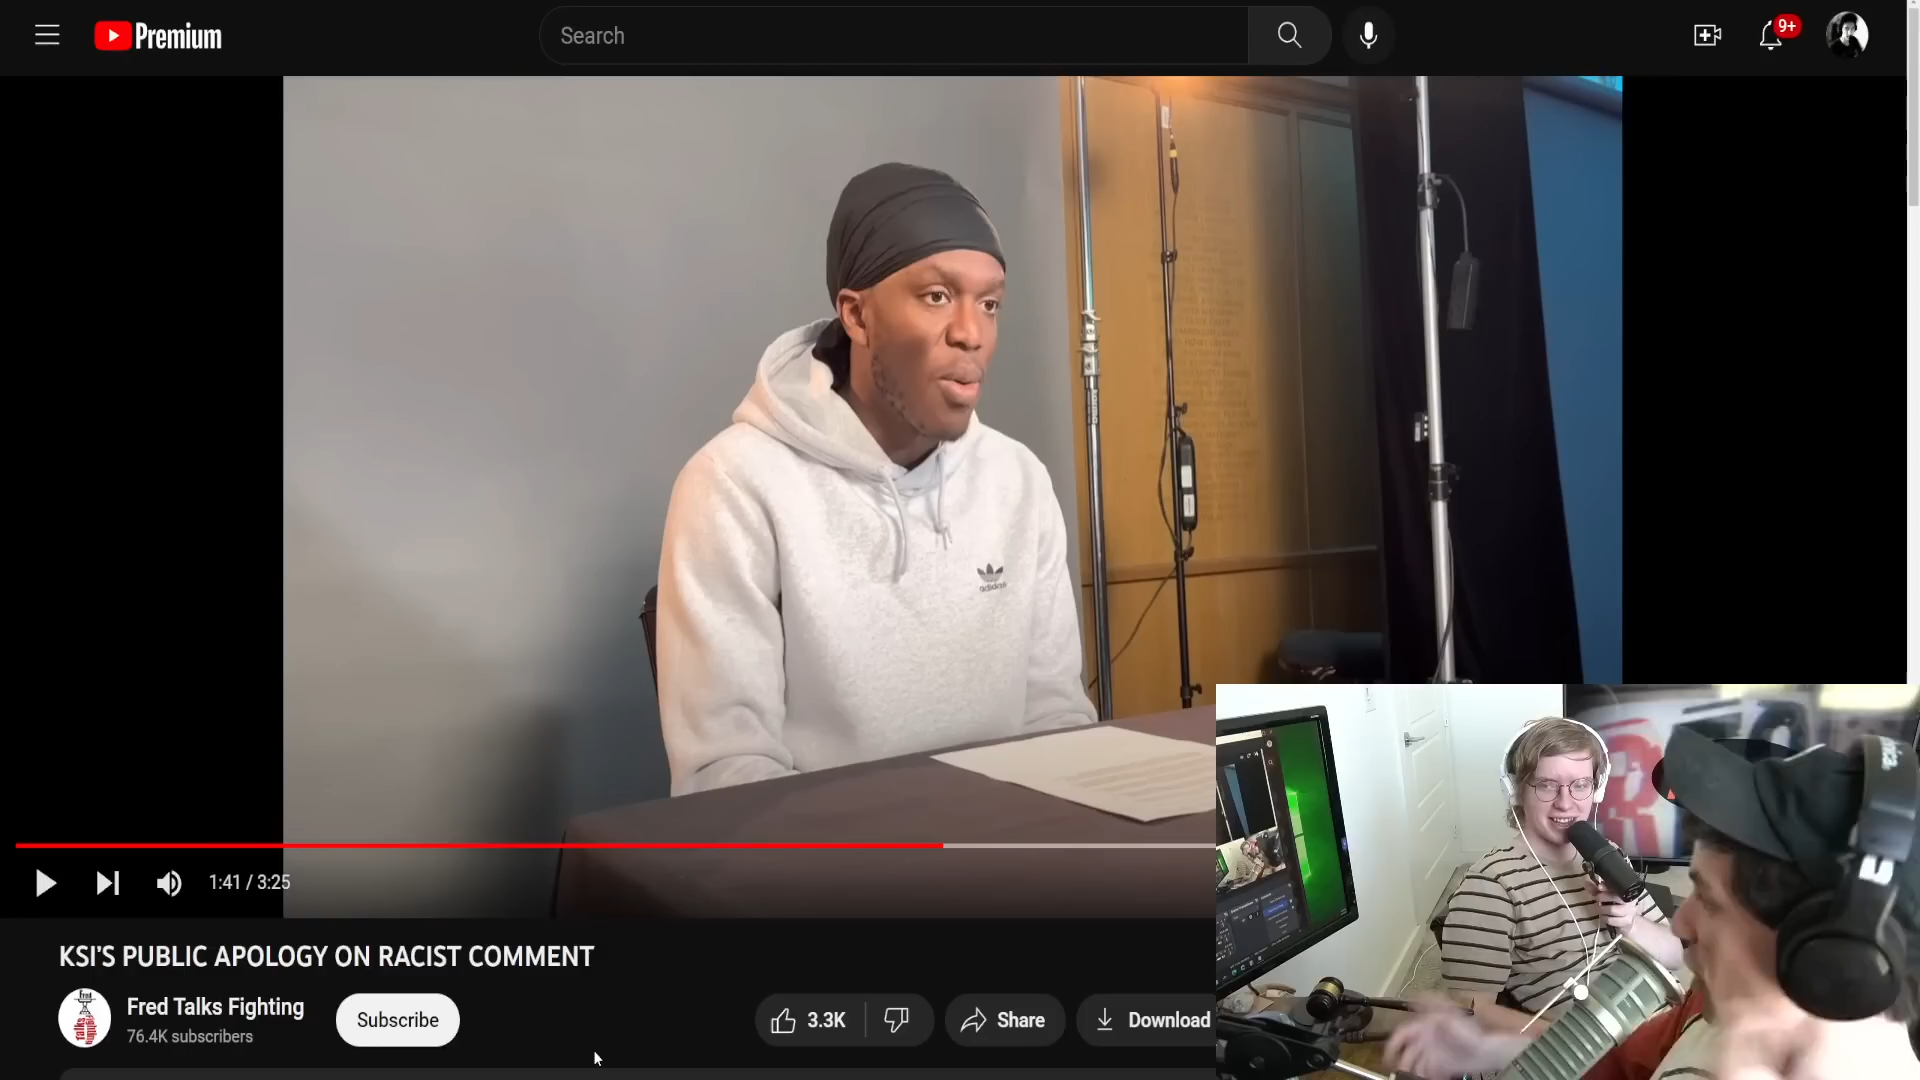 Premium
Search
9+
adidas
1:41 / 3:25
KSI'S PUBLIC APOLOGY ON RACIST COMMENT
Fred Talks Fighting
76.4K subscribers
Subscribe
3.3K
Share
Download